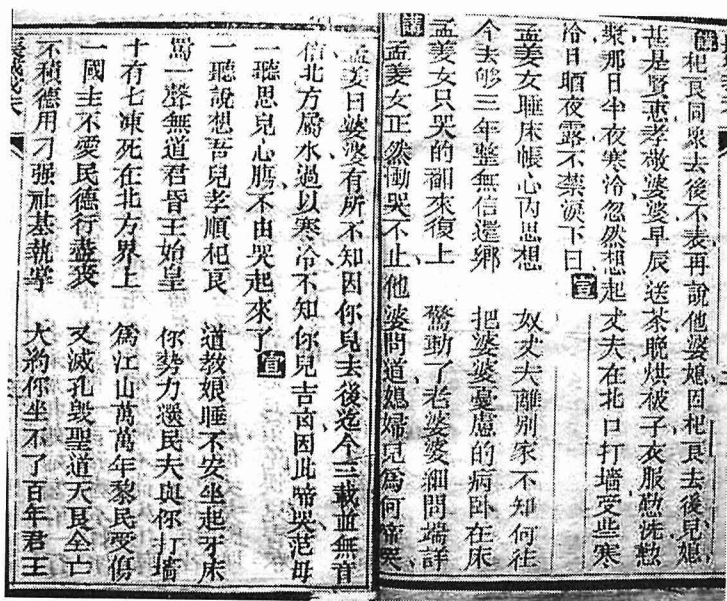 講杞良同衆去後不表再說他婆媳因杞良去後兒媳
甚是賢惠孝敬婆婆早辰送茶晚烘被子衣服懃恍懃
漿那日半夜寒冷忽然想起丈夫在北口打墻受些寒
冷日晒夜露不禁淚下曰宣
孟姜女睡床帳心內思想 奴丈夫離別家不知何往
今去够三年整無信還鄉 把婆婆憂慮的病卧在床
孟姜女只哭的翻來復上 驚動了老婆婆細問端詳
講孟姜女正然慟哭不止他婆問道媳婦兒爲何啼哭
孟姜曰婆婆有所不知因你兒去後迄今三載並無音
信北方屬水過以寒冷不知你兒吉凶因此啼哭范母
一聽思兒心膓不由哭起來了宣
一聽說想吾兒孝順杞良 道教娘睡不安坐起牙床
罵一聲無道君昏王始皇 你勢力選民夫與你打墻
十有七凍死在北方界上 爲江山萬萬年黎民受傷
一國主不愛民德行盡喪 又滅孔毀聖道天良全亡
不積德用刁强祉基執掌 大約你坐不了百年君王